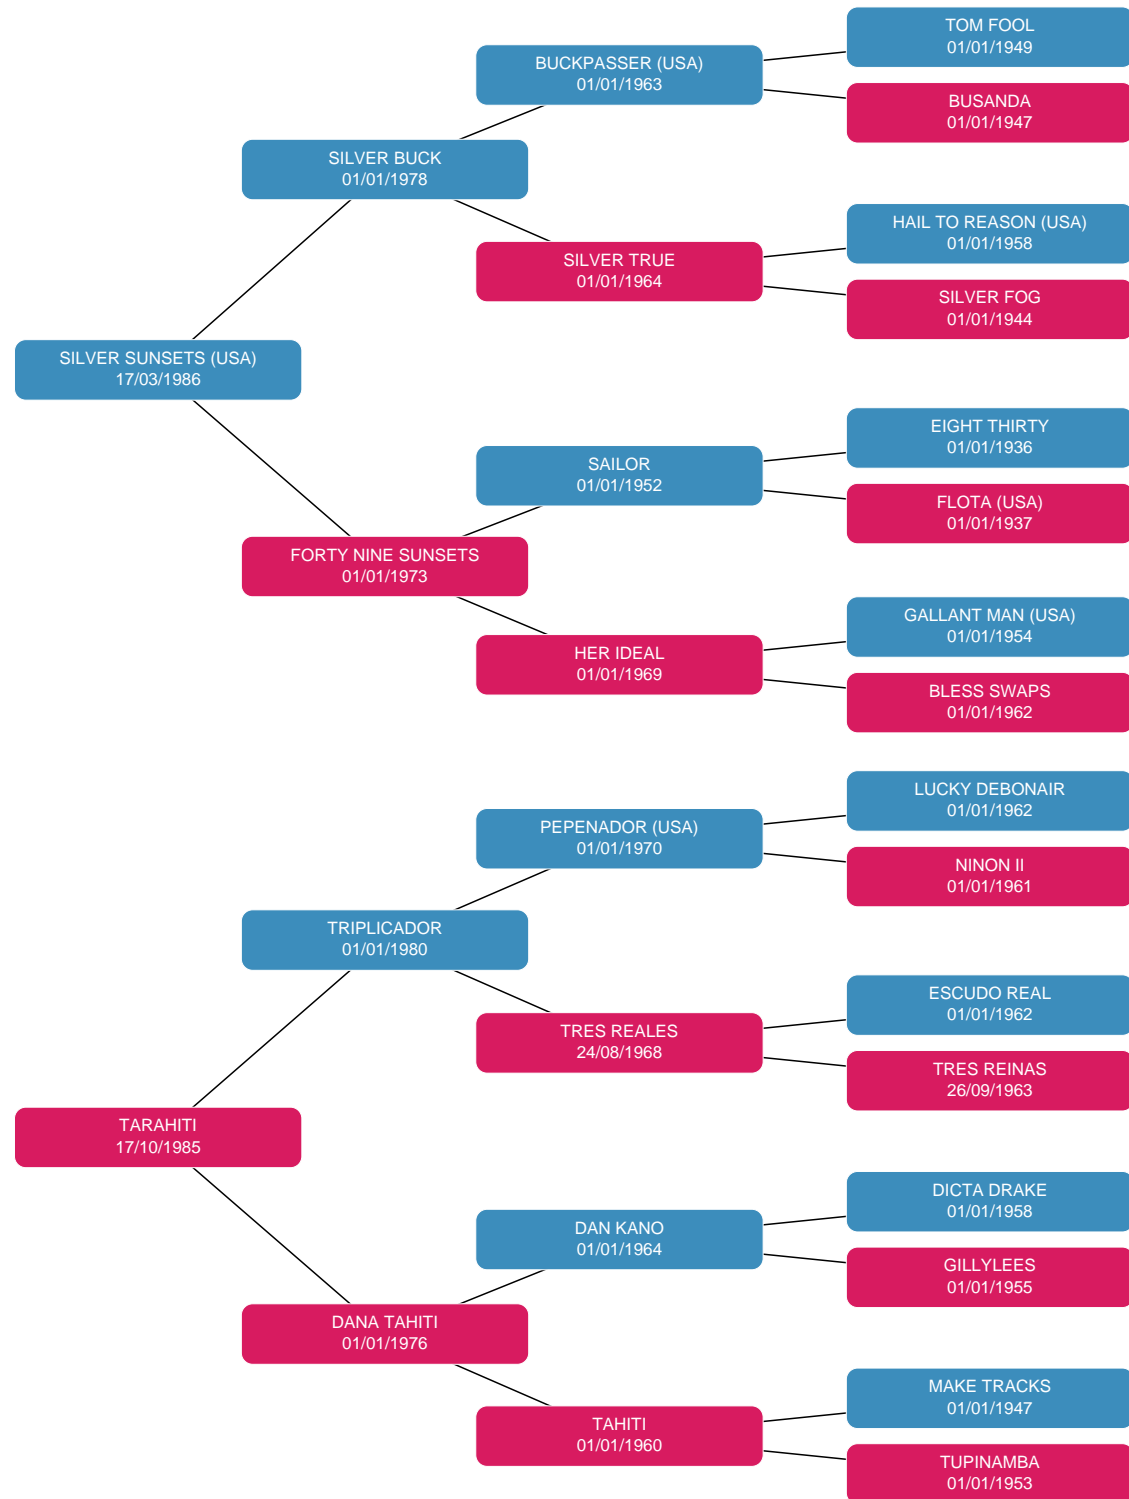 TOM FOOL
01/01/1949
BUCKPASSER (USA)
01/01/1963
BUSANDA
01/01/1947
SILVER BUCK
01/01/1978
HAIL TO REASON (USA)
01/01/1958
SILVER TRUE
01/01/1964
SILVER FOG
01/01/1944
SILVER SUNSETS (USA)
17/03/1986
EIGHT THIRTY
01/01/1936
SAILOR
01/01/1952
FLOTA (USA)
01/01/1937
FORTY NINE SUNSETS
01/01/1973
GALLANT MAN (USA)
01/01/1954
HER IDEAL
01/01/1969
BLESS SWAPS
01/01/1962
LUCKY DEBONAIR
01/01/1962
PEPENADOR (USA)
01/01/1970
NINON II
01/01/1961
TRIPLICADOR
01/01/1980
ESCUDO REAL
01/01/1962
TRES REALES
24/08/1968
TRES REINAS
26/09/1963
TARAHITI
17/10/1985
DICTA DRAKE
01/01/1958
DAN KANO
01/01/1964
GILLYLEES
01/01/1955
DANA TAHITI
01/01/1976
MAKE TRACKS
01/01/1947
TAHITI
01/01/1960
TUPINAMBA
01/01/1953